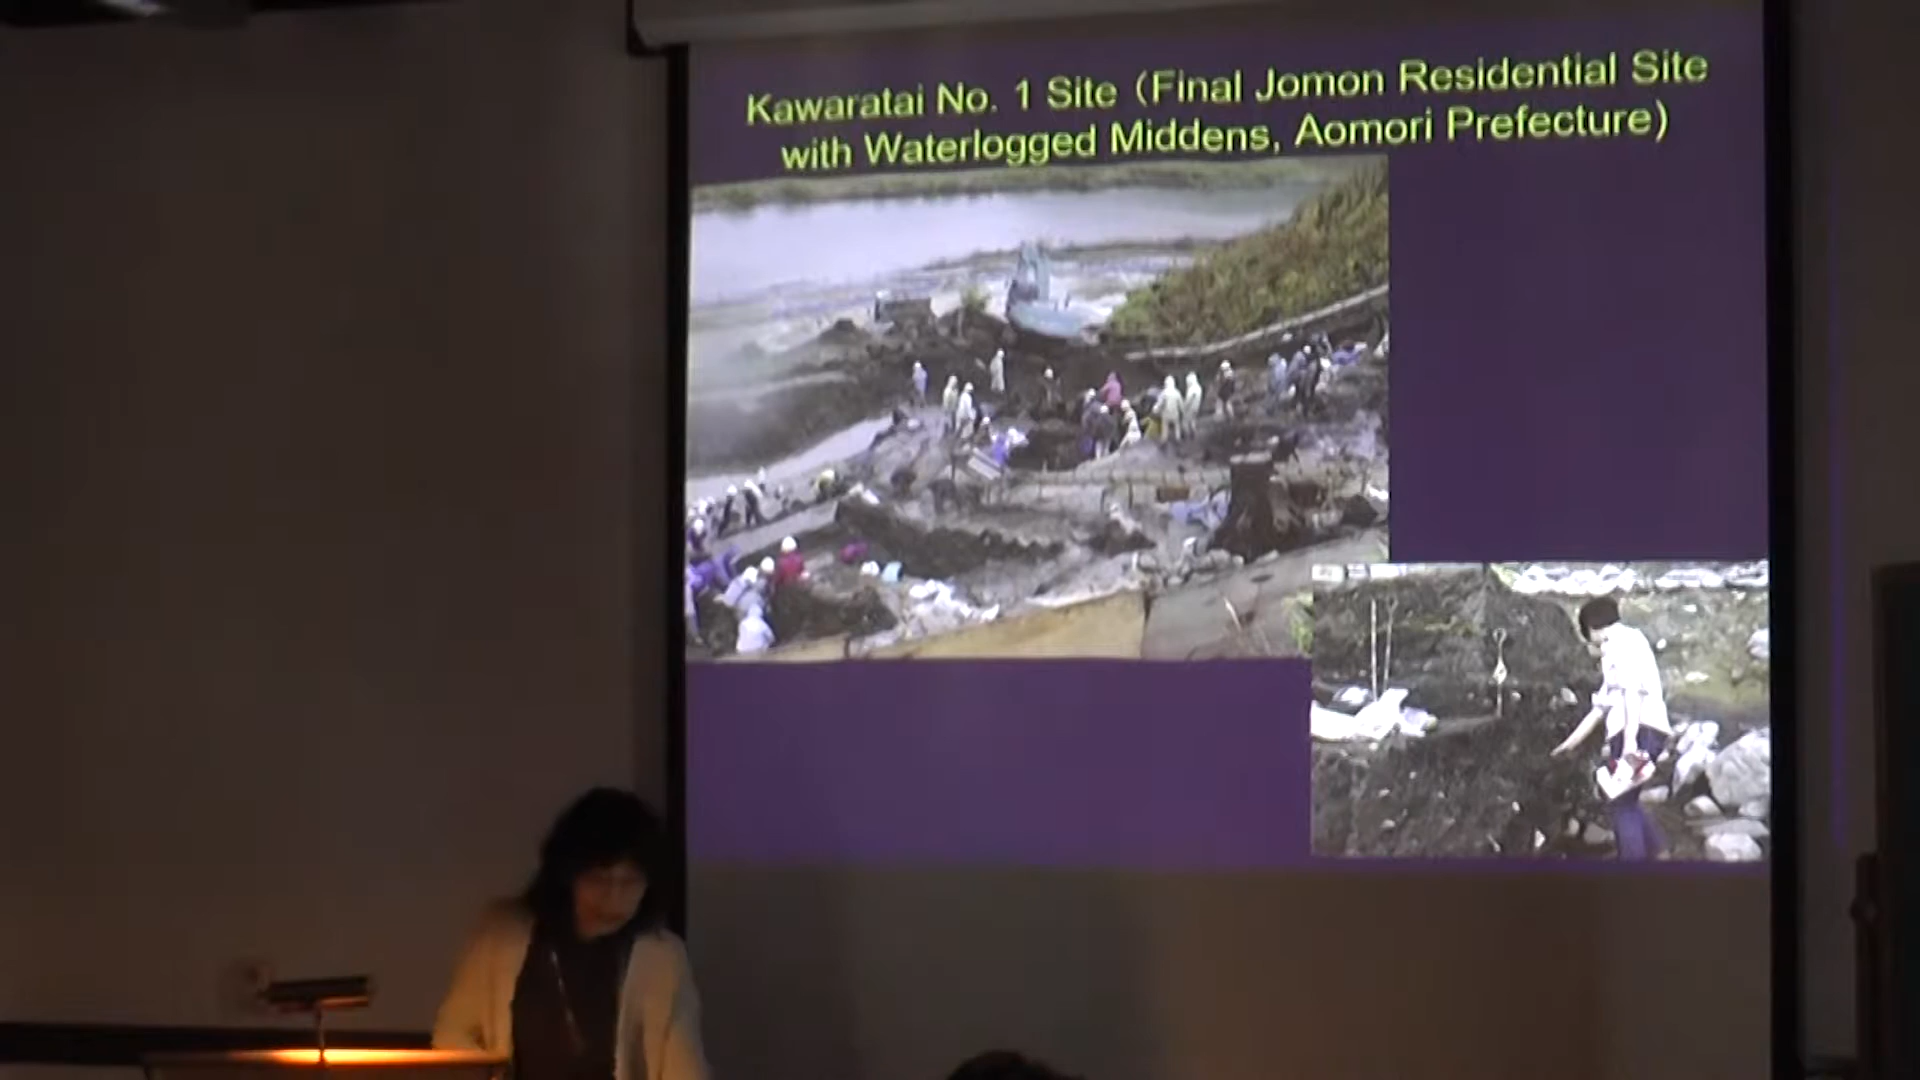 Kawaratai No. 1 Site (Final Jomon Residential Site
with Waterlogged Middens, Aomori Prefecture)